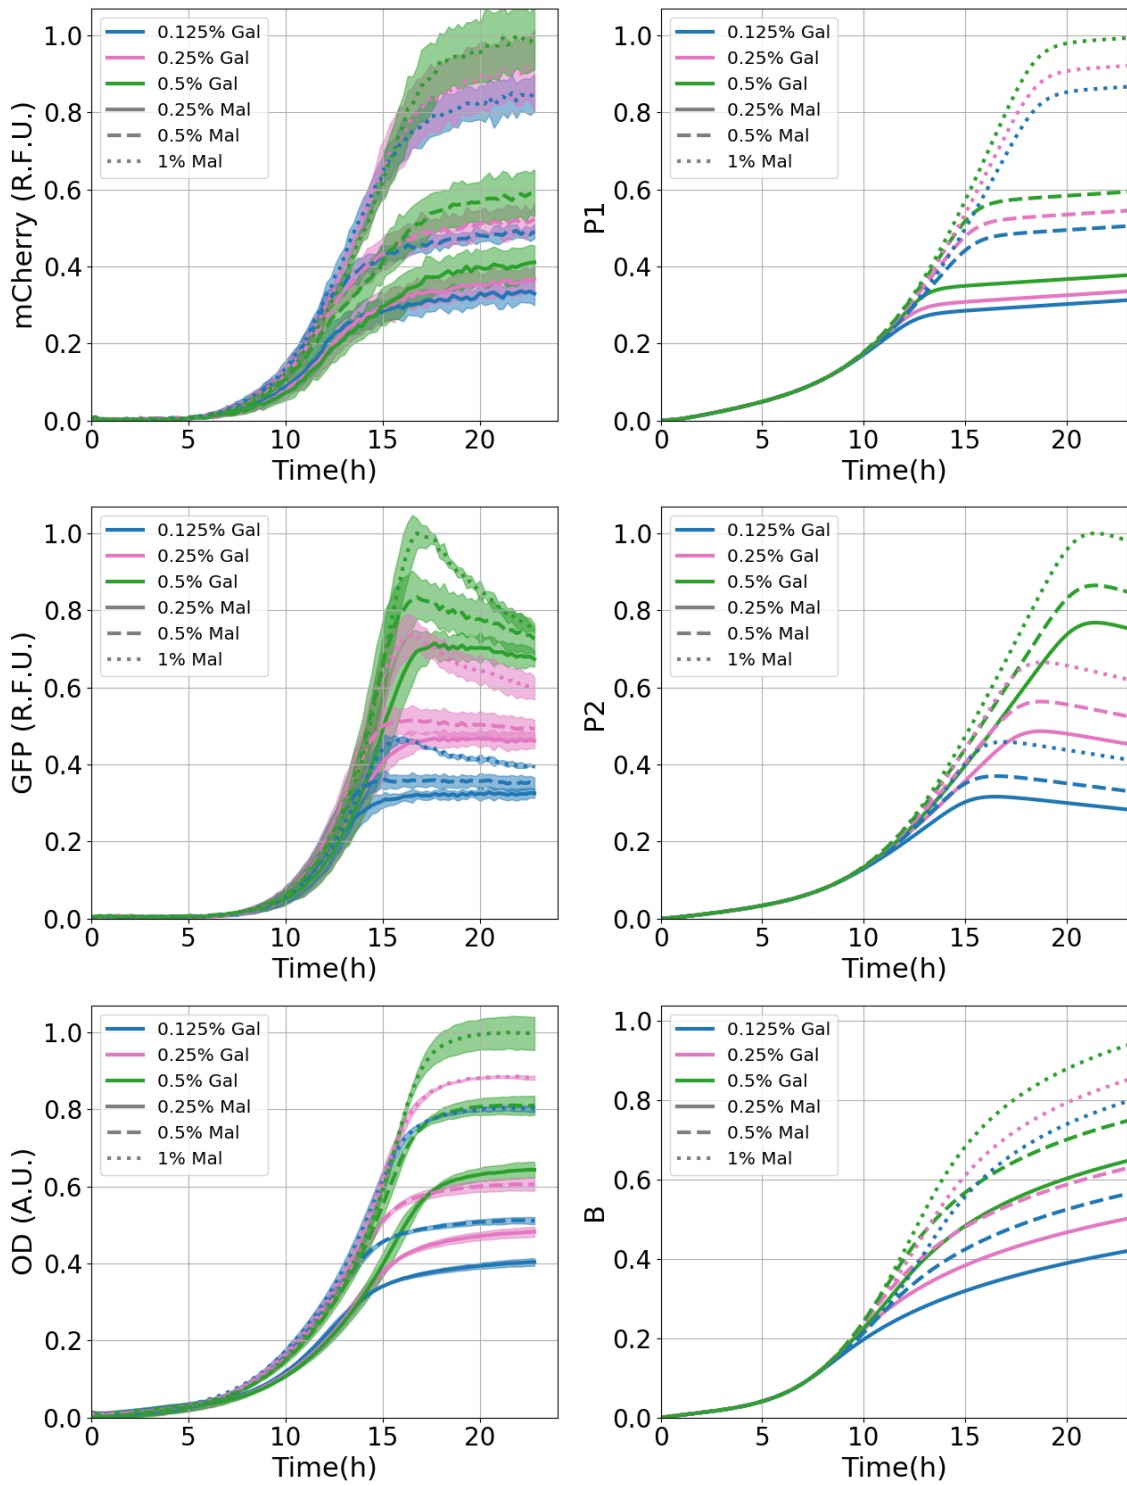 mCherry (R.F.U.)
1.0
0.8
0.6
0.4
0.2
0.0
0.125% Gal
0.25% Gal
0.5% Gal
0.25% Mal
0.5% Mal
1% Mal
0 5 10 15 20
Time(h)
P1
1.0
0.8
0.6
0.4
0.2
0.0
0.125% Gal
0.25% Gal
0.5% Gal
0.25% Mal
0.5% Mal
1% Mal
0 5 10 15 20
Time(h)
GFP (R.F.U.)
1.0
0.8
0.6
0.4
0.2
0.0
0.125% Gal
0.25% Gal
0.5% Gal
0.25% Mal
0.5% Mal
1% Mal
0 5 10 15 20
Time(h)
P2
1.0
0.8
0.6
0.4
0.2
0.0
0.125% Gal
0.25% Gal
0.5% Gal
0.25% Mal
0.5% Mal
1% Mal
0 5 10 15 20
Time(h)
OD (A.U.)
1.0
0.8
0.6
0.4
0.2
0.0
0.125% Gal
0.25% Gal
0.5% Gal
0.25% Mal
0.5% Mal
1% Mal
0 5 10 15 20
Time(h)
B
1.0
0.8
0.6
0.4
0.2
0.0
0.125% Gal
0.25% Gal
0.5% Gal
0.25% Mal
0.5% Mal
1% Mal
0 5 10 15 20
Time(h)